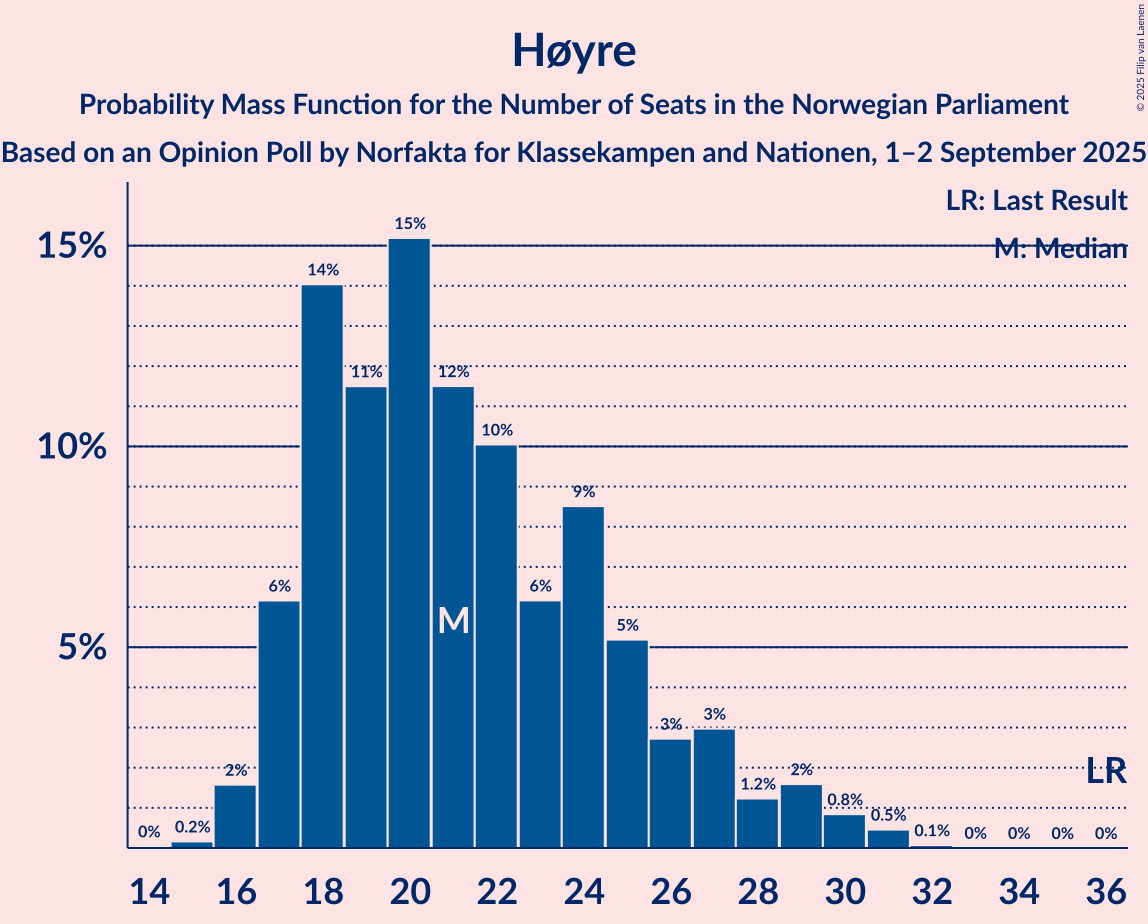 Høyre
Probability Mass Function for the Number of Seats in the Norwegian Parliament
Based on an Opinion Poll by Norfakta for Klassekampen and Nationen, 1–2 September 2025
© 2025 Filip van Laenen
LR: Last Result
M: Median
15%
10%
5%
0%
0.2%
2%
6%
14%
11%
15%
12%
10%
6%
9%
5%
3%
3%
1.2%
2%
0.8%
0.5%
0.1%
0%
0%
0%
0%
M
LR
14 16 18 20 22 24 26 28 30 32 34 36